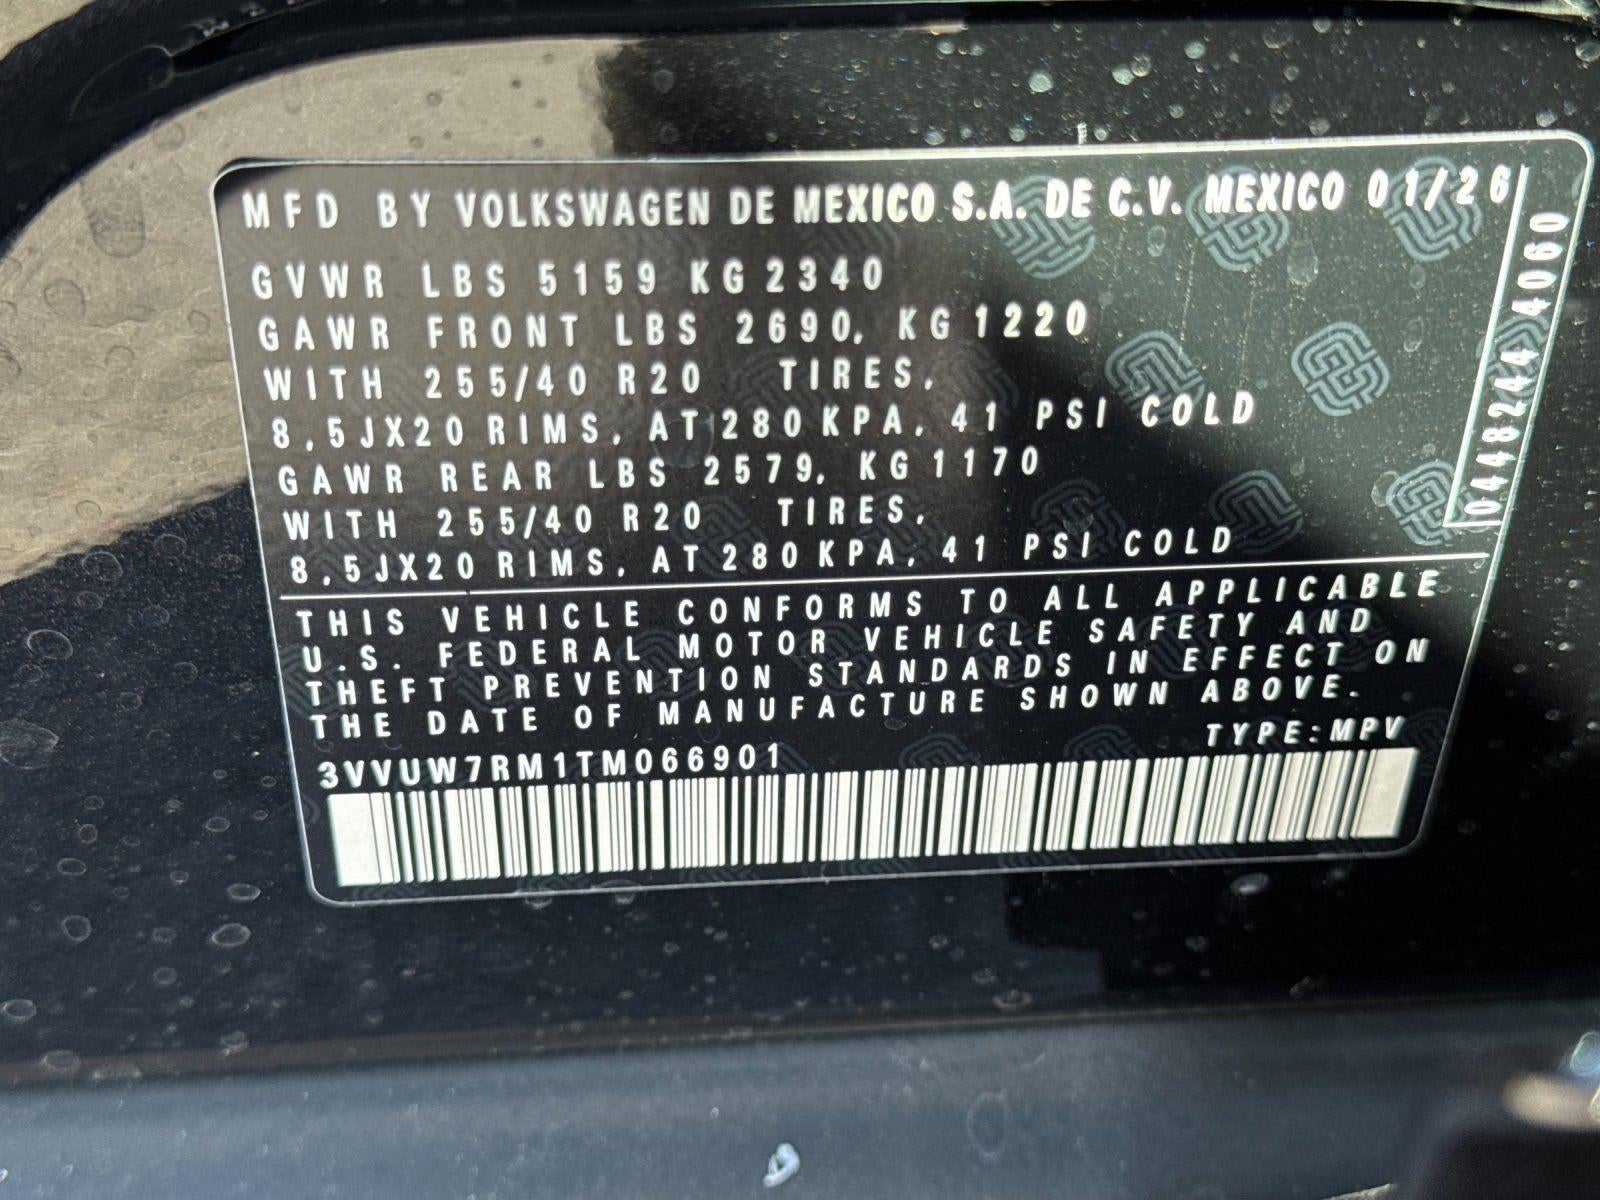 MFD BY VOLKSWAGEN DE MEXICO S.A. DE C.V. MEXICO 01/26
GVWR LBS 5159 KG 2340
GAWR FRONT LBS 2690, KG 1220
WITH 255/40 R20 TIRES,
8,5JX20 RIMS, AT 280 KPA, 41 PSI COLD
GAWR REAR LBS 2579, KG 1170
WITH 255/40 R20 TIRES,
8,5JX20 RIMS, AT 280 KPA, 41 PSI COLD
0448244 4060
THIS VEHICLE CONFORMS TO ALL APPLICABLE
U.S. FEDERAL MOTOR VEHICLE SAFETY AND
THEFT PREVENTION STANDARDS IN EFFECT ON
THE DATE OF MANUFACTURE SHOWN ABOVE.
TYPE:MPV
3VVUW7RM1TM066901